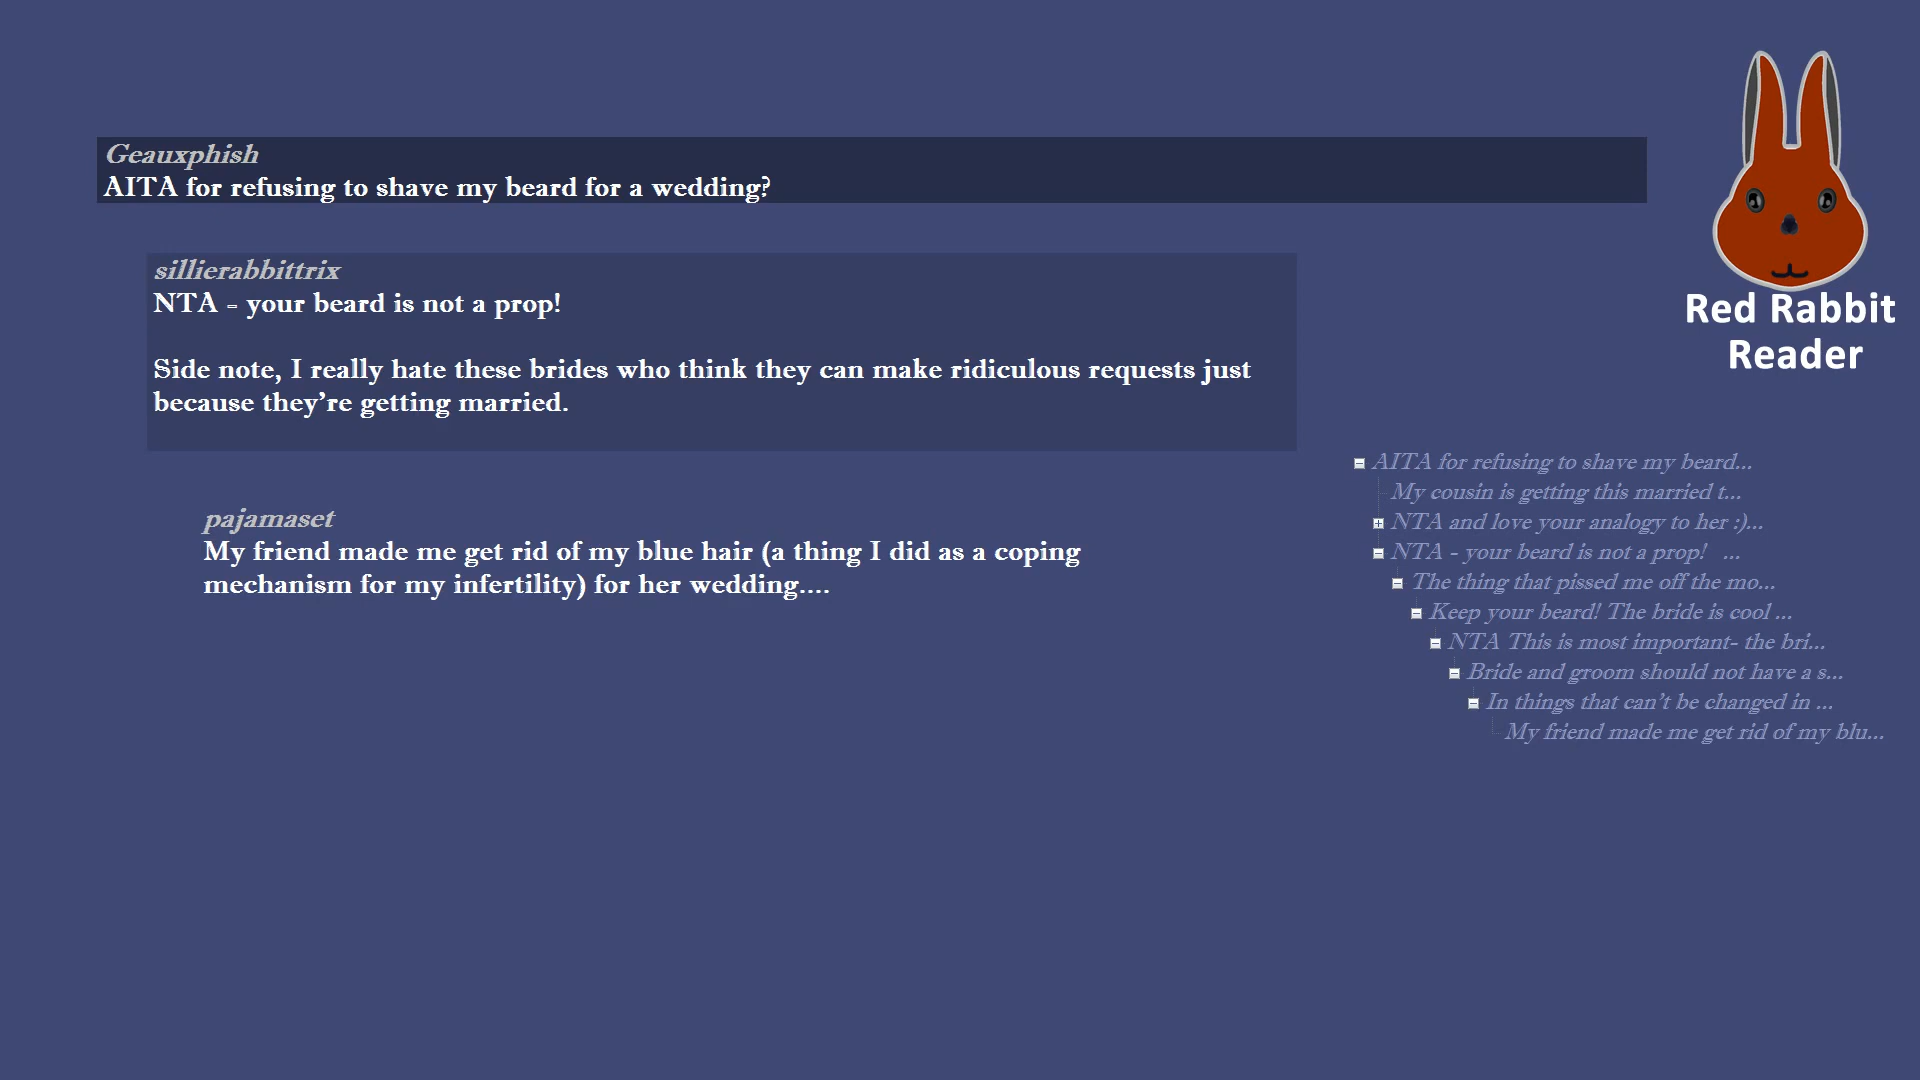 Geauxphish
AITA for refusing to shave my beard for a wedding?
sillierabbittrix
NTA - your beard is not a prop!
Side note, I really hate these brides who think they can make ridiculous requests just
because they're getting married.
pajamaset
My friend made me get rid of my blue hair (a thing I did as a coping
mechanism for my infertility) for her wedding....
Red Rabbit
Reader
AITA for refusing to shave my beard...
My cousin is getting this married t...
NTA and love your analogy to her :)...
NTA - your beard is not a prop! ...
The thing that pissed me off the mo...
Keep your beard! The bride is cool ...
NTA This is most important- the bri...
Bride and groom should not have a s...
In things that can't be changed in ...
My friend made me get rid of my blu...